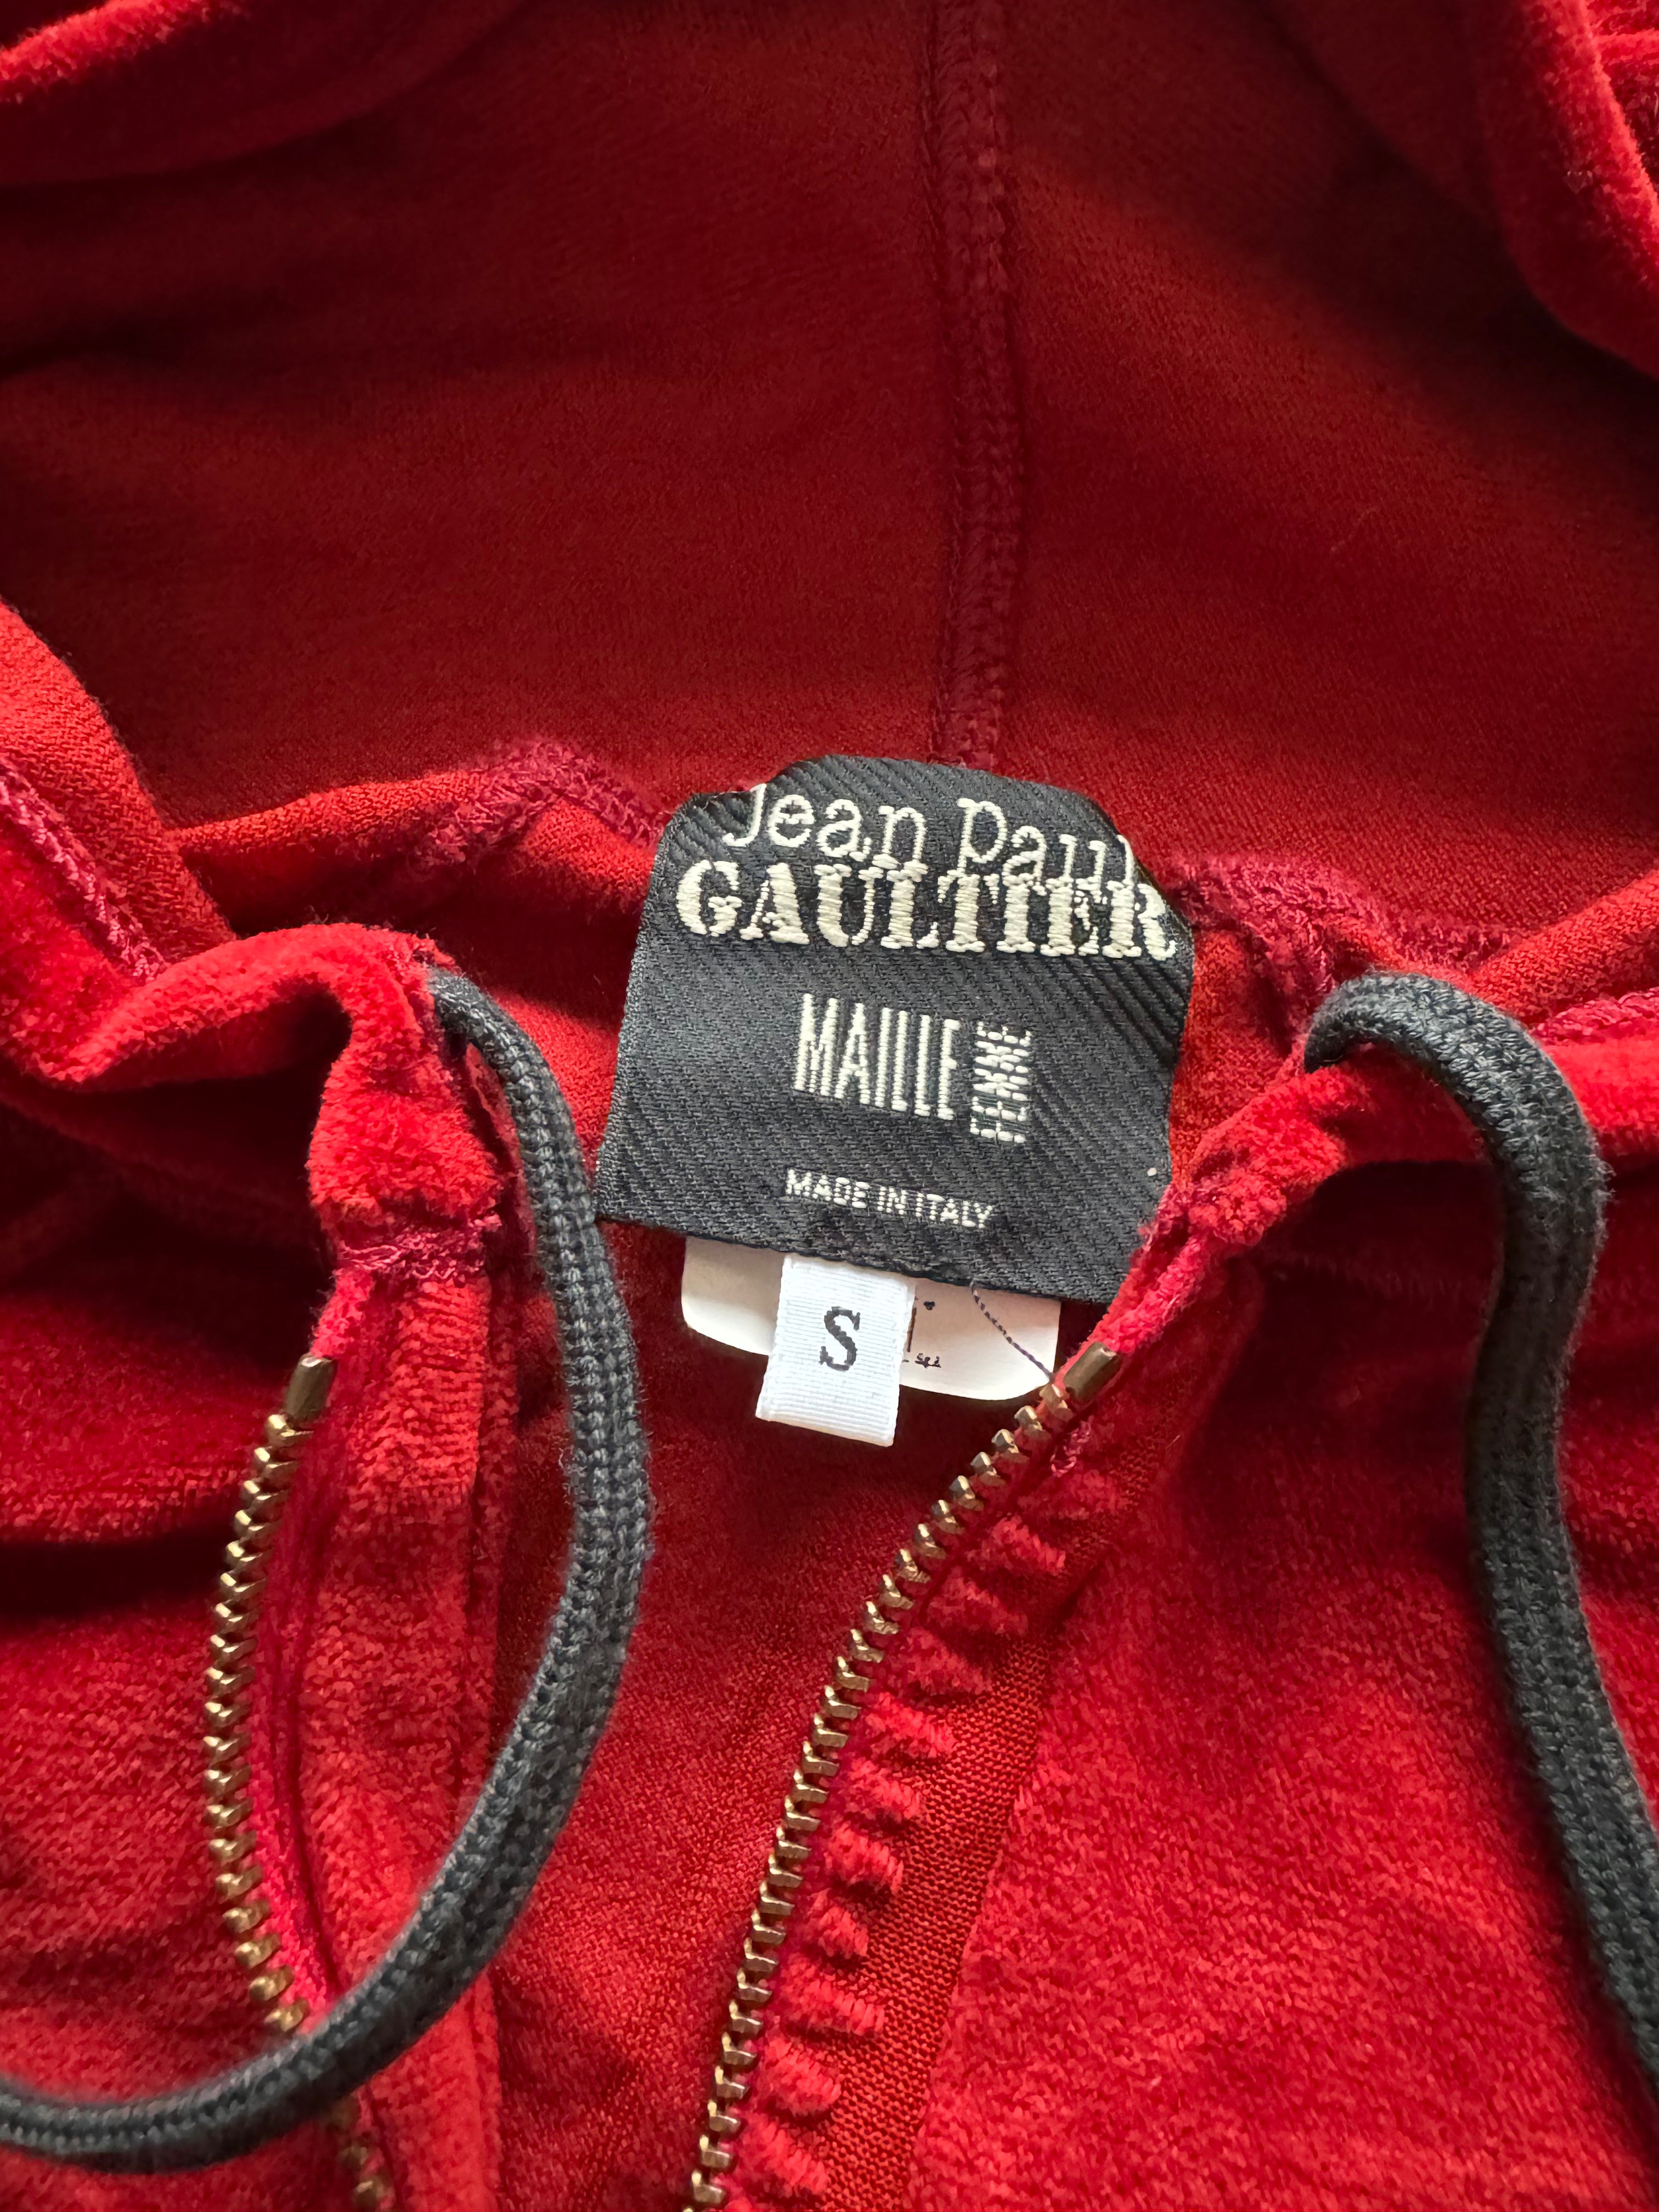 Jean Paul
GAULTIER
MAILLE FEMME
MADE IN ITALY
S